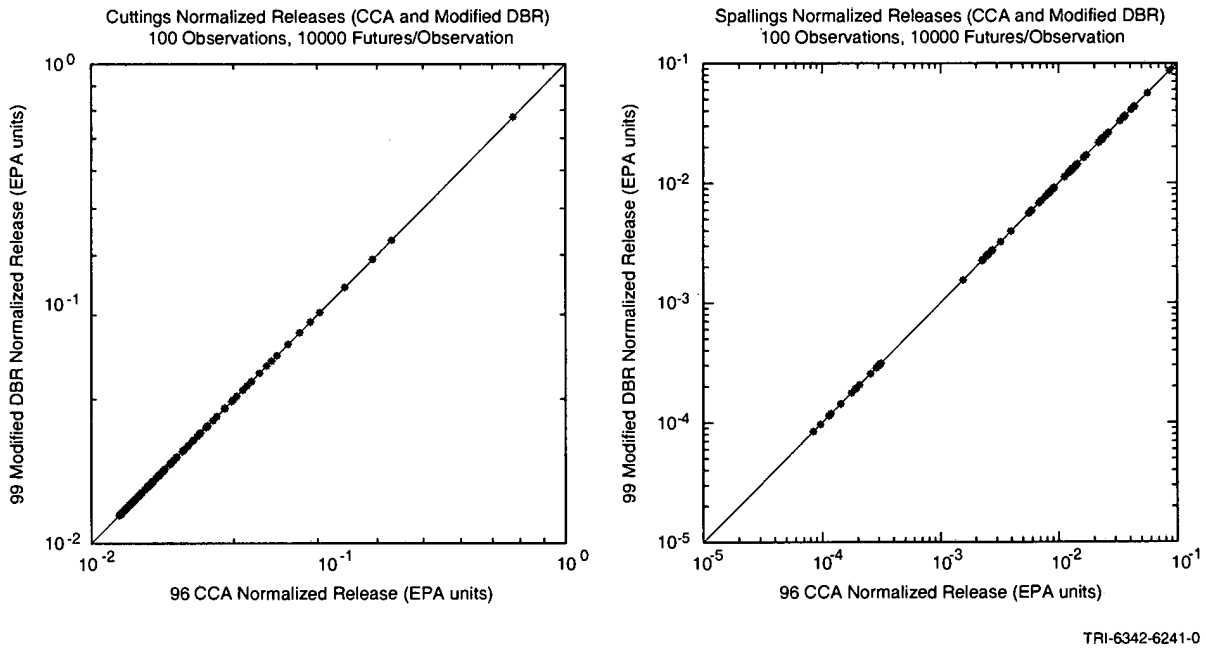 Cuttings Normalized Releases (CCA and Modified DBR)
100 Observations, 10000 Futures/Observation
10⁰
10⁻¹
10⁻²
99 Modified DBR Normalized Release (EPA units)
10⁻² 10⁻¹ 10⁰
96 CCA Normalized Release (EPA units)
Spallings Normalized Releases (CCA and Modified DBR)
100 Observations, 10000 Futures/Observation
10⁻¹
10⁻²
10⁻³
10⁻⁴
10⁻⁵
99 Modified DBR Normalized Release (EPA units)
10⁻⁵ 10⁻⁴ 10⁻³ 10⁻² 10⁻¹
96 CCA Normalized Release (EPA units)
TRI-6342-6241-0